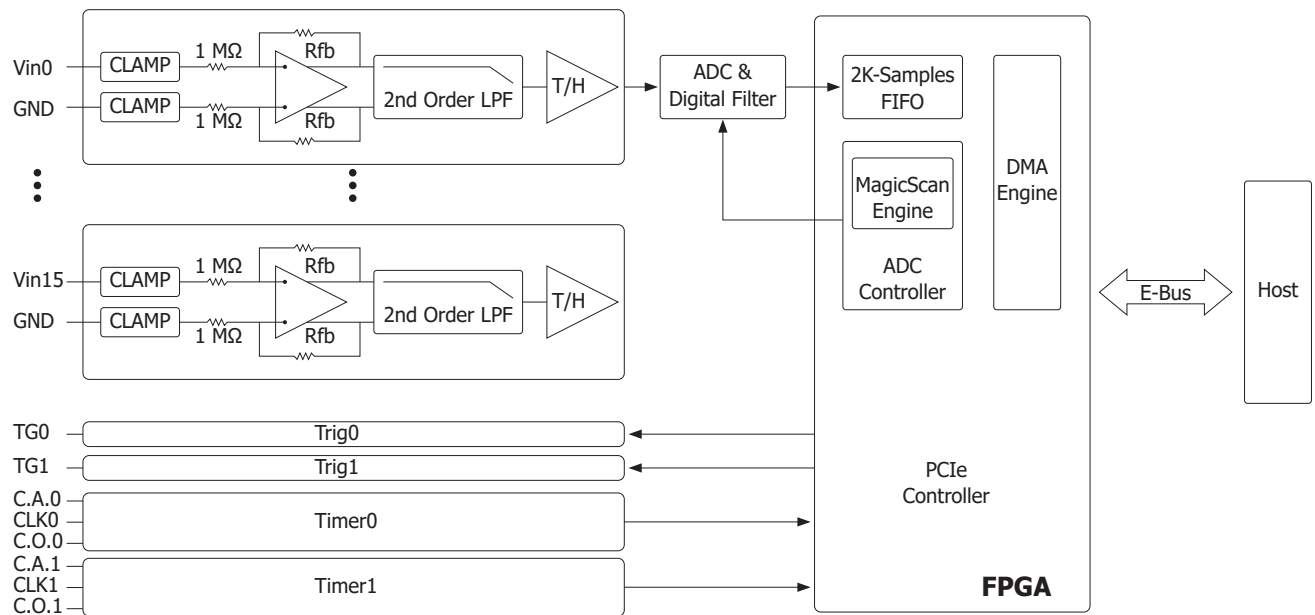 Vin0
GND
CLAMP
CLAMP
1 MΩ
1 MΩ
Rfb
Rfb
2nd Order LPF
T/H
ADC &
Digital Filter
2K-Samples
FIFO
MagicScan
Engine
ADC
Controller
DMA
Engine
E-Bus
Host
Vin15
GND
CLAMP
CLAMP
1 MΩ
1 MΩ
Rfb
Rfb
2nd Order LPF
T/H
TG0
Trig0
TG1
Trig1
C.A.0
CLK0
C.O.0
Timer0
C.A.1
CLK1
C.O.1
Timer1
PCIe
Controller
FPGA